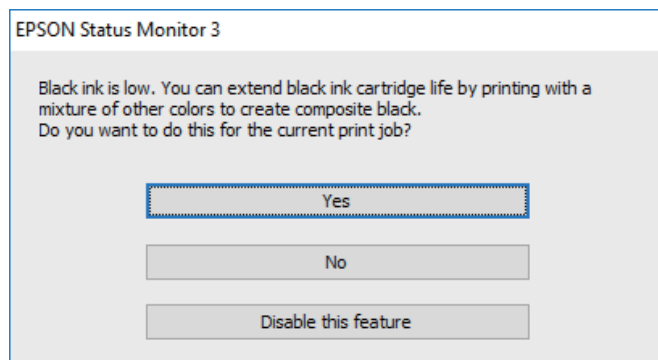 EPSON Status Monitor 3
Black ink is low. You can extend black ink cartridge life by printing with a
mixture of other colors to create composite black.
Do you want to do this for the current print job?
Yes
No
Disable this feature